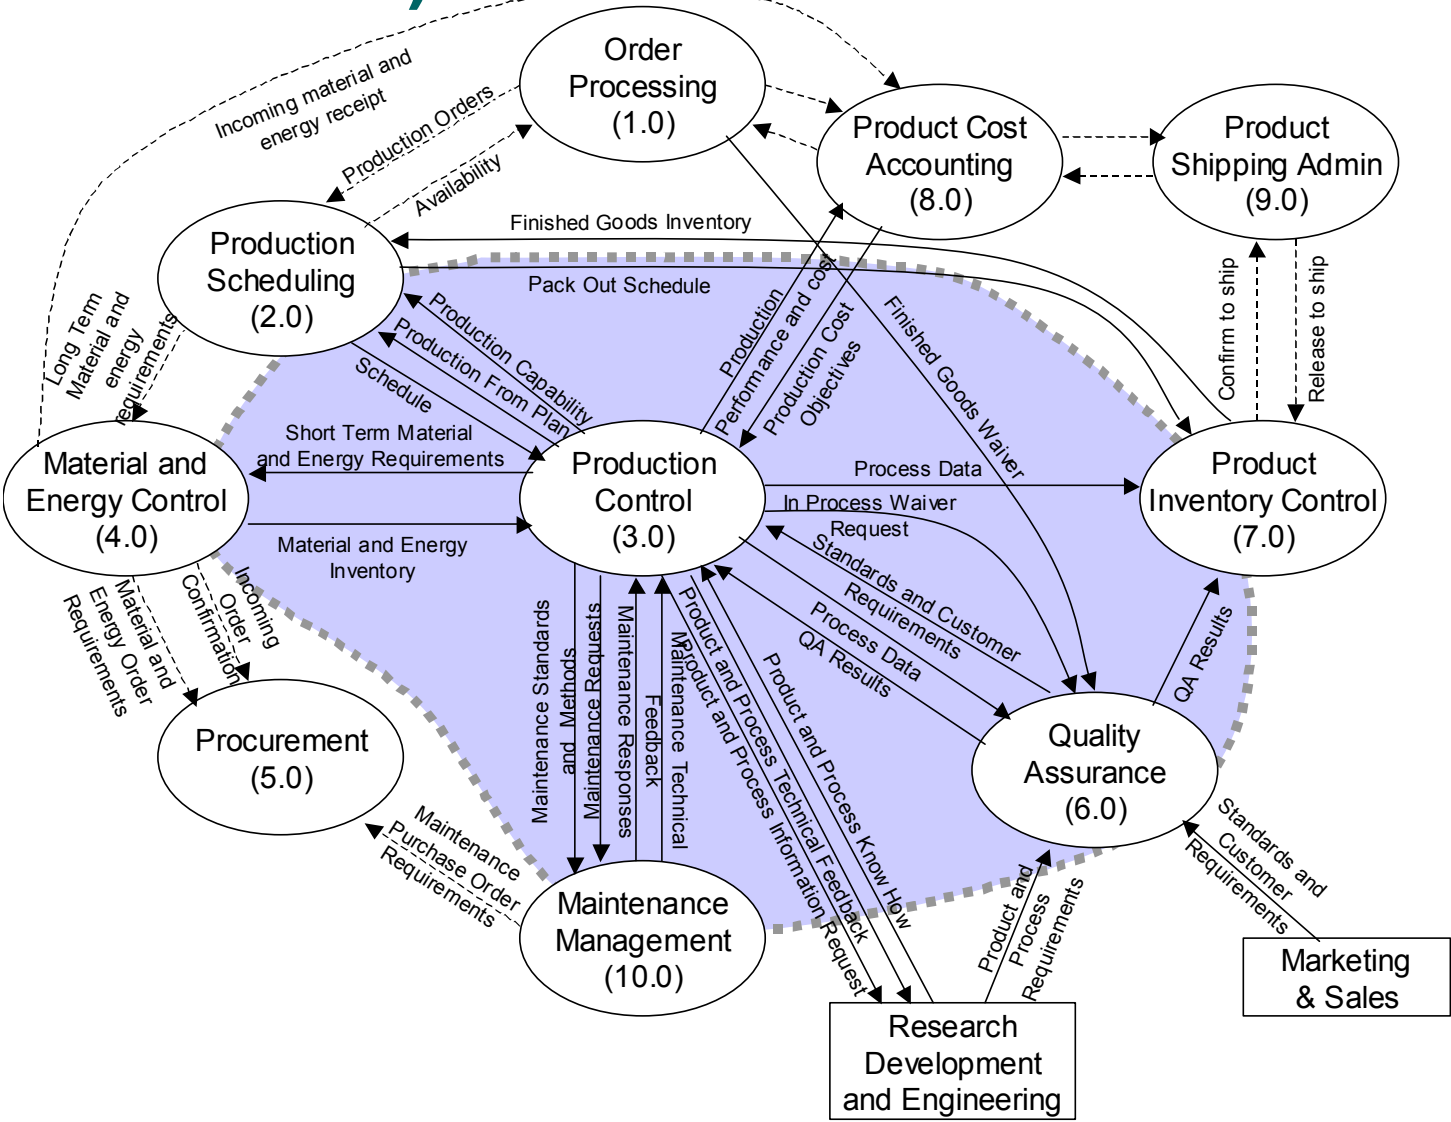 Order
Processing
(1.0)
Product Cost
Accounting
(8.0)
Product
Shipping Admin
(9.0)
Incoming material and
energy receipt
Production Orders
Availability
Finished Goods Inventory
Production
Scheduling
(2.0)
Pack Out Schedule
Long Term
Material and
energy
requirements
Production Capability
Production From Plan
Schedule
Production
Performance and cost
Production Cost
Objectives
Finished Goods Waiver
Confirm to ship
Release to ship
Material and
Energy Control
(4.0)
Short Term Material
and Energy Requirements
Production
Control
(3.0)
Process Data
In Process Waiver
Request
Product
Inventory Control
(7.0)
Material and Energy
Inventory
Standards and Customer
Requirements
Process Data
QA Results
QA Results
Incoming
Order
Confirmation
Material and
Energy Order
Requirements
Maintenance Standards
and Methods
Maintenance Requests
Maintenance Responses
Feedback
Maintenance Technical
Product and Process Technical Feedback
Product and Process Information Request
Product and Process Know How
Procurement
(5.0)
Quality
Assurance
(6.0)
Maintenance
Purchase Order
Requirements
Maintenance
Management
(10.0)
Product and
Process
Requirements
Standards and
Customer
Requirements
Marketing
& Sales
Research
Development
and Engineering